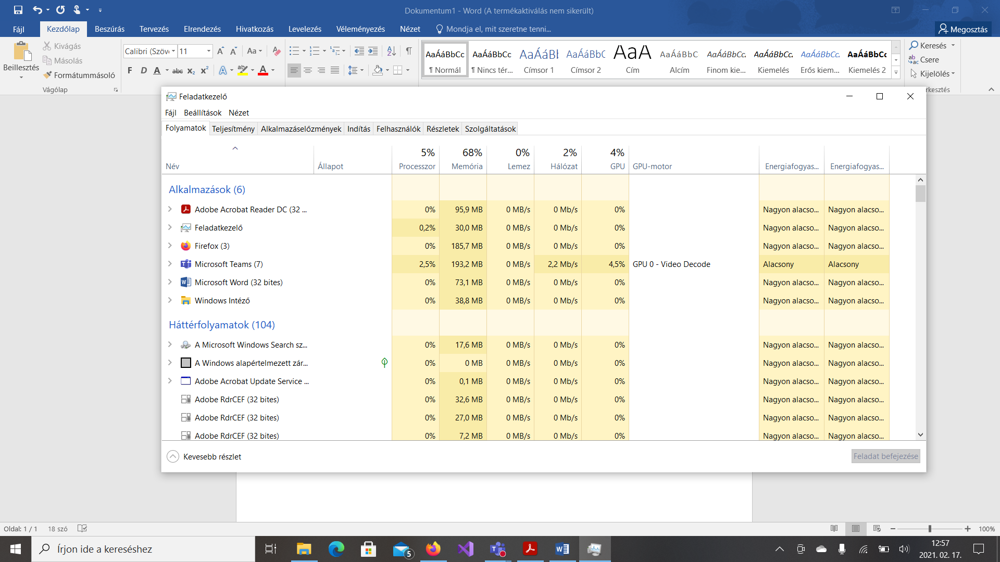 Dokumentum1 - Word (A termékaktiválás nem sikerült)
Fájl Kezdőlap Beszúrás Tervezés Elrendezés Hivatkozás Levelezés Véleményezés Nézet Mondja el, mit szeretne tenni... Megosztás
Beillesztés
Kivágás
Másolás
Formátummásoló
Vágólap
Calibri (Szöv 11
Aa
F D A abc x₂ x² A ab A
AaÁáBbCc AaÁáBbCc AaÁáBl AaÁáBbC AaA AaÁáBbC AaÁáBbCc. AaÁáBbCc. AaÁáBbCc. AaÁáBbCc
¶ Normál ¶ Nincs tér... Címsor 1 Címsor 2 Cím Alcím Finom kie... Kiemelés Erős kiem... Kiemelés 2
Keresés
Csere
Kijelölés
rkesztés
Feladatkezelő
Fájl Beállítások Nézet
Folyamatok Teljesítmény Alkalmazáselőzmények Indítás Felhasználók Részletek Szolgáltatások
5% 68% 0% 2% 4%
Név Állapot Processzor Memória Lemez Hálózat GPU GPU-motor Energiafogyas... Energiafogyas...
Alkalmazások (6)
Adobe Acrobat Reader DC (32 ... 0% 95,9 MB 0 MB/s 0 Mb/s 0% Nagyon alacso... Nagyon alacso...
Feladatkezelő 0,2% 30,0 MB 0 MB/s 0 Mb/s 0% Nagyon alacso... Nagyon alacso...
Firefox (3) 0% 185,7 MB 0 MB/s 0 Mb/s 0% Nagyon alacso... Nagyon alacso...
Microsoft Teams (7) 2,5% 193,2 MB 0 MB/s 2,2 Mb/s 4,5% GPU 0 - Video Decode Alacsony Alacsony
Microsoft Word (32 bites) 0% 73,1 MB 0 MB/s 0 Mb/s 0% Nagyon alacso... Nagyon alacso...
Windows Intéző 0% 38,8 MB 0 MB/s 0 Mb/s 0% Nagyon alacso... Nagyon alacso...
Háttérfolyamatok (104)
A Microsoft Windows Search sz... 0% 17,6 MB 0 MB/s 0 Mb/s 0% Nagyon alacso... Nagyon alacso...
A Windows alapértelmezett zár... 0% 0 MB 0 MB/s 0 Mb/s 0% Nagyon alacso... Nagyon alacso...
Adobe Acrobat Update Service ... 0% 0,1 MB 0 MB/s 0 Mb/s 0% Nagyon alacso... Nagyon alacso...
Adobe RdrCEF (32 bites) 0% 32,6 MB 0 MB/s 0 Mb/s 0% Nagyon alacso... Nagyon alacso...
Adobe RdrCEF (32 bites) 0% 27,0 MB 0 MB/s 0 Mb/s 0% Nagyon alacso... Nagyon alacso...
Adobe RdrCEF (32 bites) 0% 7,2 MB 0 MB/s 0 Mb/s 0% Nagyon alacso... Nagyon alacso...
Kevesebb részlet Feladat befejezése
Oldal: 1 / 1 18 szó 100%
Írjon ide a kereséshez 5 12:57
2021. 02. 17.